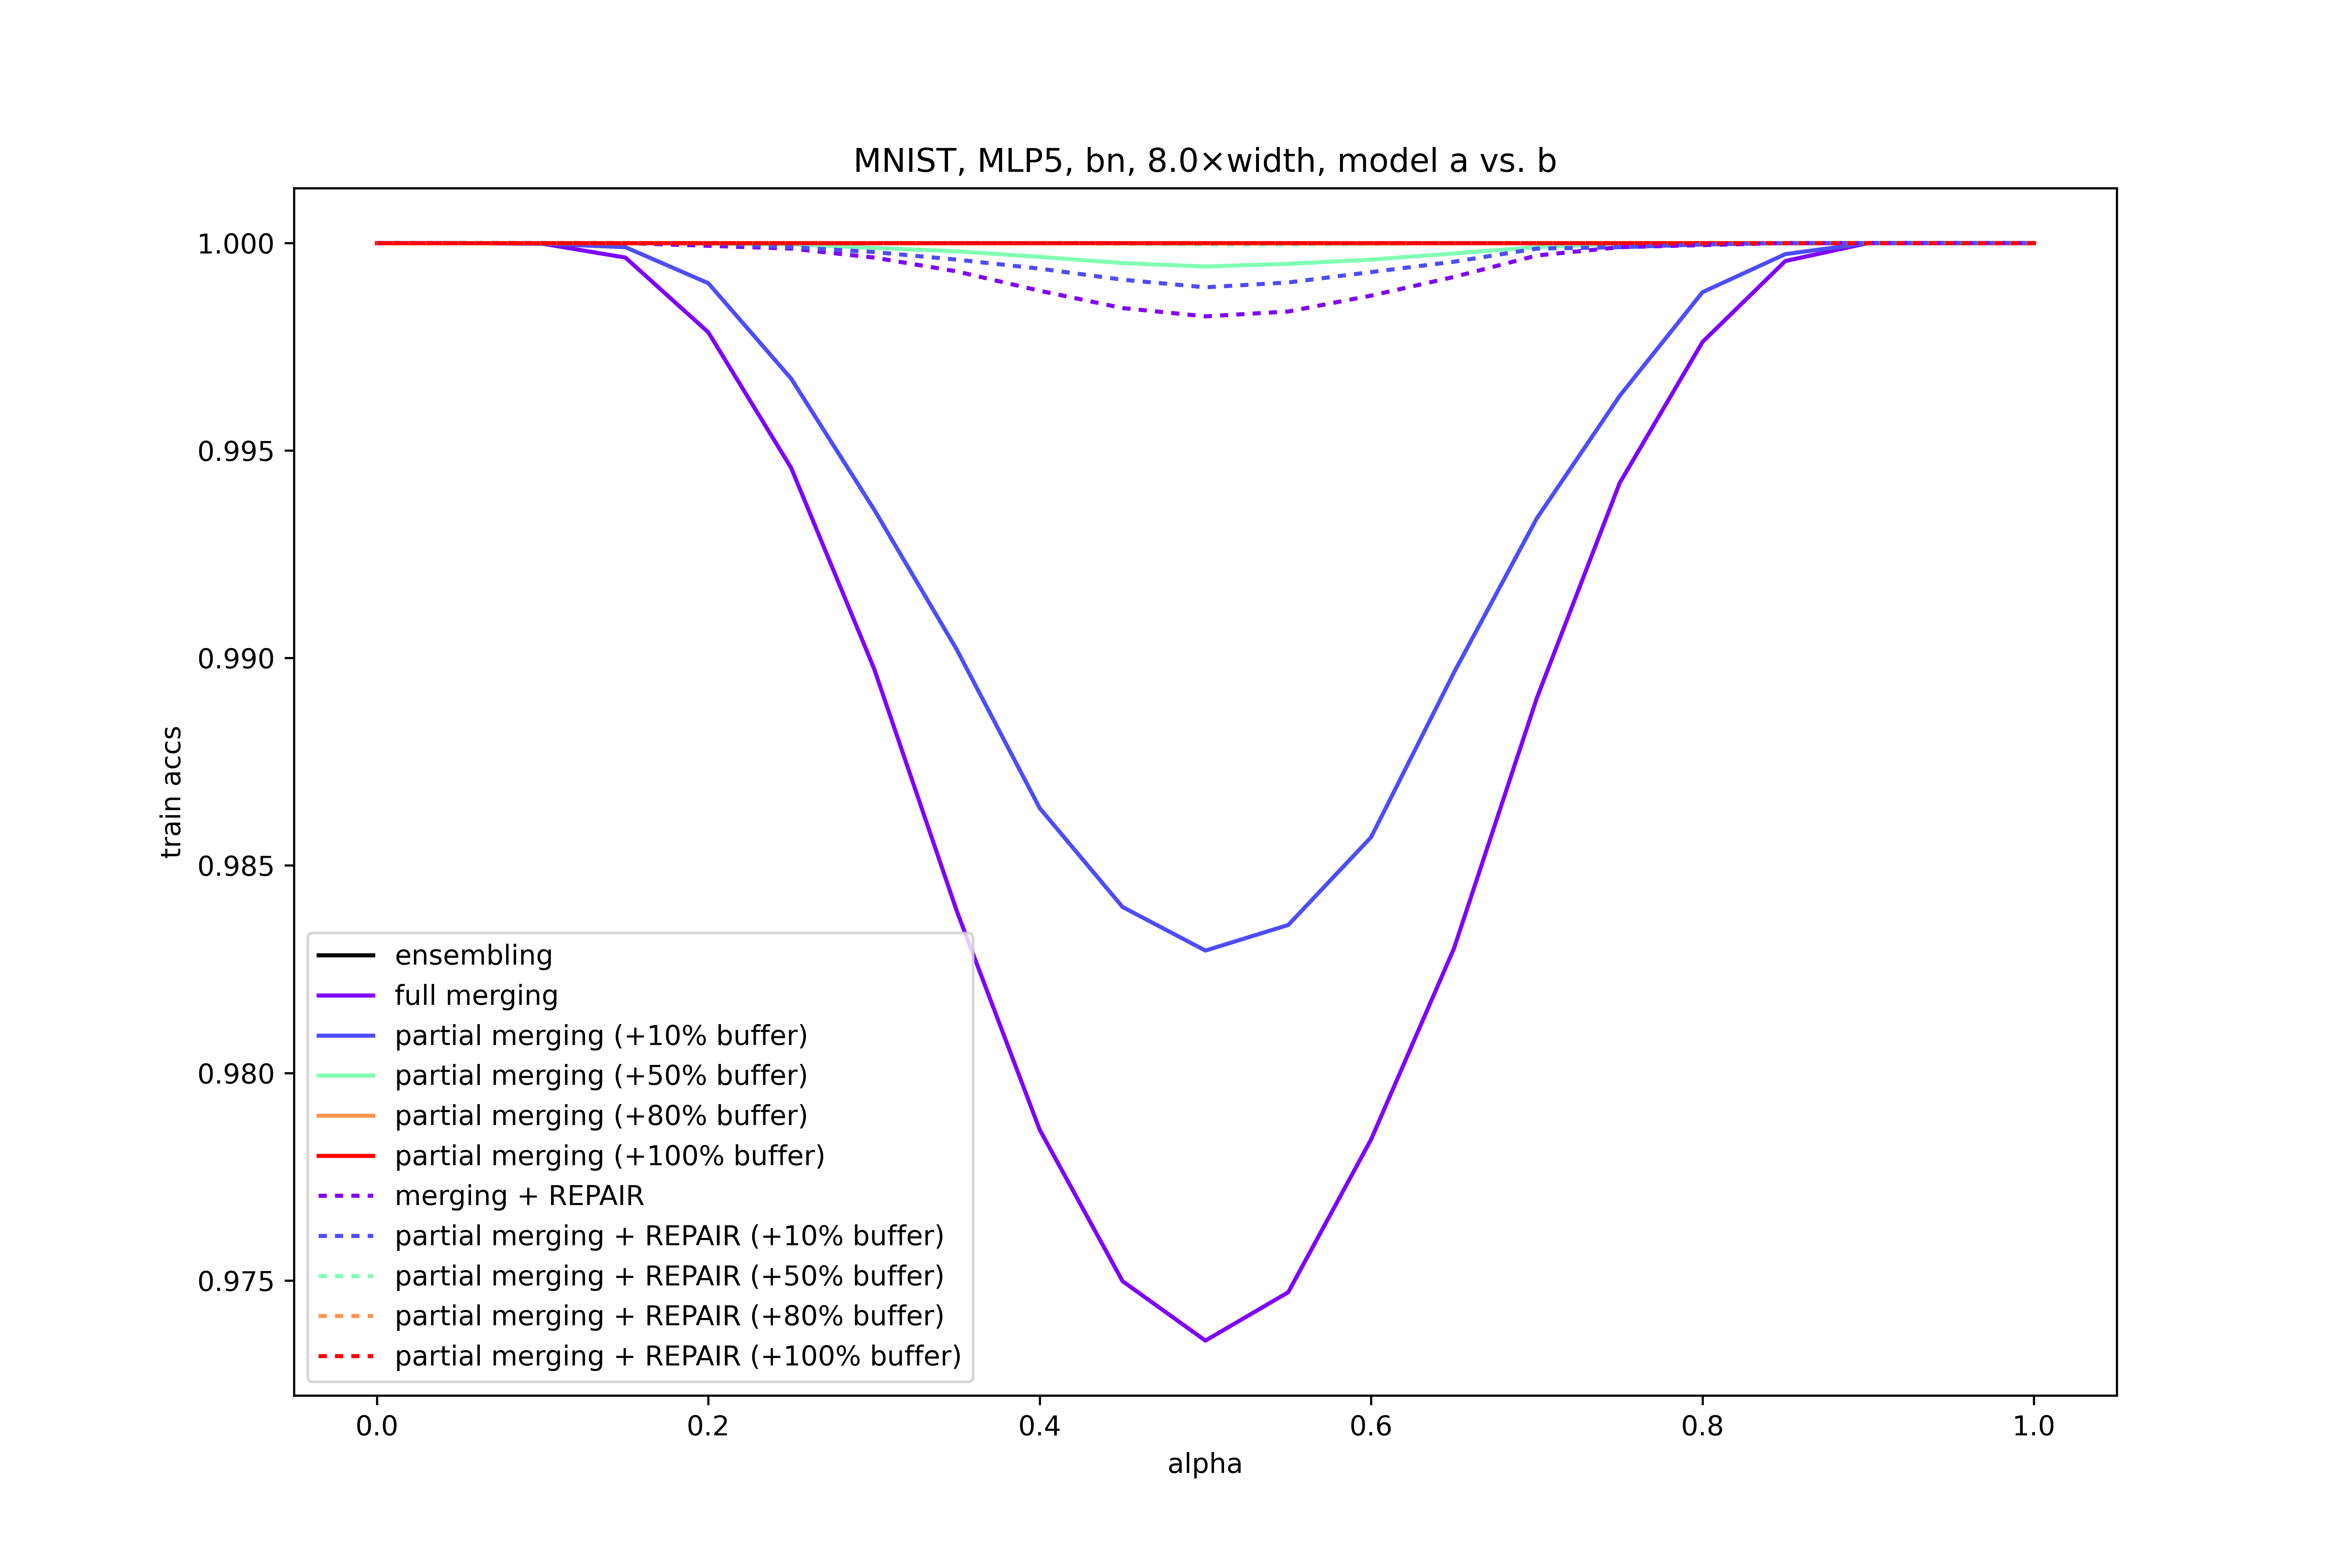 MNIST, MLP5, bn, 8.0×width, model a vs. b
1.000
0.995
0.990
0.985
0.980
0.975
train accs
ensembling
full merging
partial merging (+10% buffer)
partial merging (+50% buffer)
partial merging (+80% buffer)
partial merging (+100% buffer)
merging + REPAIR
partial merging + REPAIR (+10% buffer)
partial merging + REPAIR (+50% buffer)
partial merging + REPAIR (+80% buffer)
partial merging + REPAIR (+100% buffer)
0.0 0.2 0.4 0.6 0.8 1.0
alpha